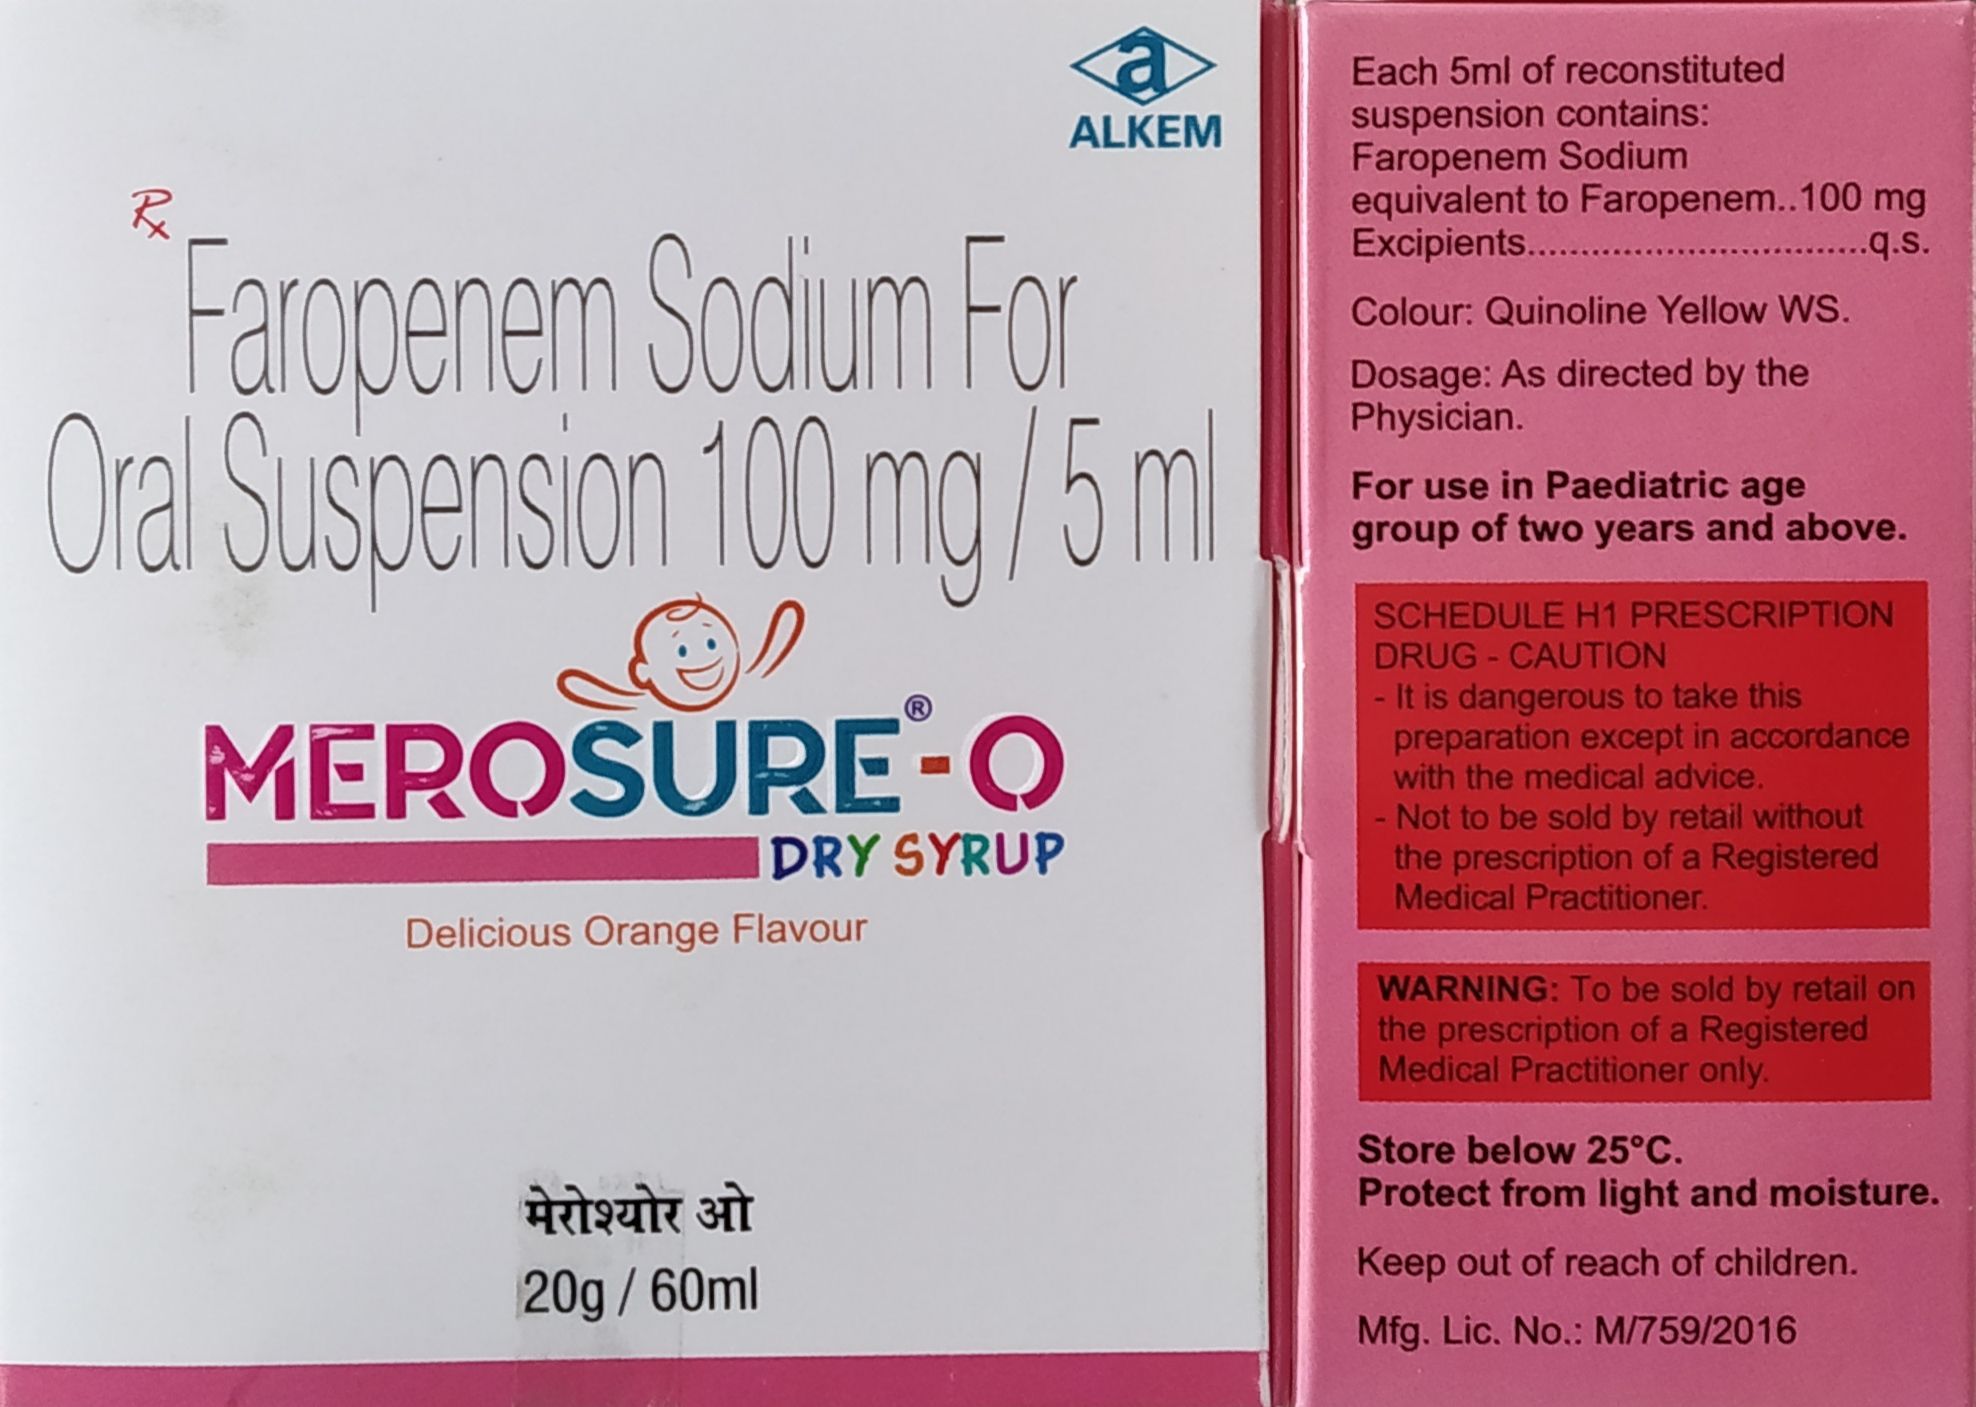 a
ALKEM
Rx
Faropenem Sodium For
Oral Suspension 100 mg / 5 ml
MEROSURE®-O
DRY SYRUP
Delicious Orange Flavour
मेरोश्योर ओ
20g / 60ml
Each 5ml of reconstituted
suspension contains:
Faropenem Sodium
equivalent to Faropenem..100 mg
Excipients................................q.s.
Colour: Quinoline Yellow WS.
Dosage: As directed by the
Physician.
For use in Paediatric age
group of two years and above.
SCHEDULE H1 PRESCRIPTION
DRUG - CAUTION
- It is dangerous to take this
preparation except in accordance
with the medical advice.
- Not to be sold by retail without
the prescription of a Registered
Medical Practitioner.
WARNING: To be sold by retail on
the prescription of a Registered
Medical Practitioner only.
Store below 25°C.
Protect from light and moisture.
Keep out of reach of children.
Mfg. Lic. No.: M/759/2016